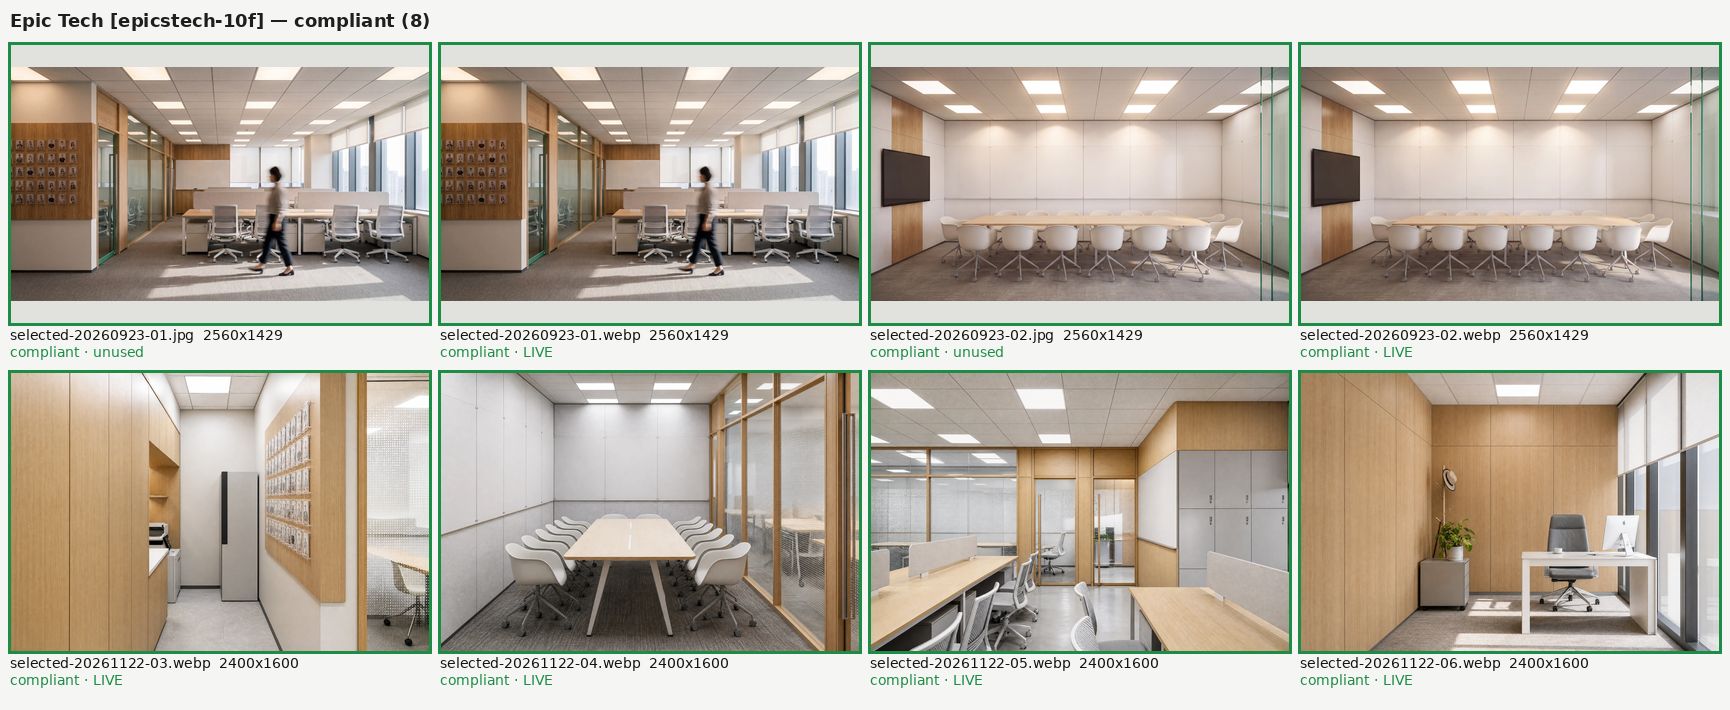 Epic Tech [epicstech-10f] — compliant (8)
selected-20260923-01.jpg 2560x1429
compliant · unused
selected-20260923-01.webp 2560x1429
compliant · LIVE
selected-20260923-02.jpg 2560x1429
compliant · unused
selected-20260923-02.webp 2560x1429
compliant · LIVE
selected-20261122-03.webp 2400x1600
compliant · LIVE
selected-20261122-04.webp 2400x1600
compliant · LIVE
selected-20261122-05.webp 2400x1600
compliant · LIVE
selected-20261122-06.webp 2400x1600
compliant · LIVE